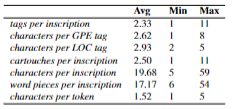 Avg Min Max
tags per inscription 2.33 1 11
characters per GPE tag 2.62 1 8
characters per LOC tag 2.93 2 5
cartouches per inscription 2.50 1 11
characters per inscription 19.68 5 59
word pieces per inscription 17.17 6 54
characters per token 1.52 1 5